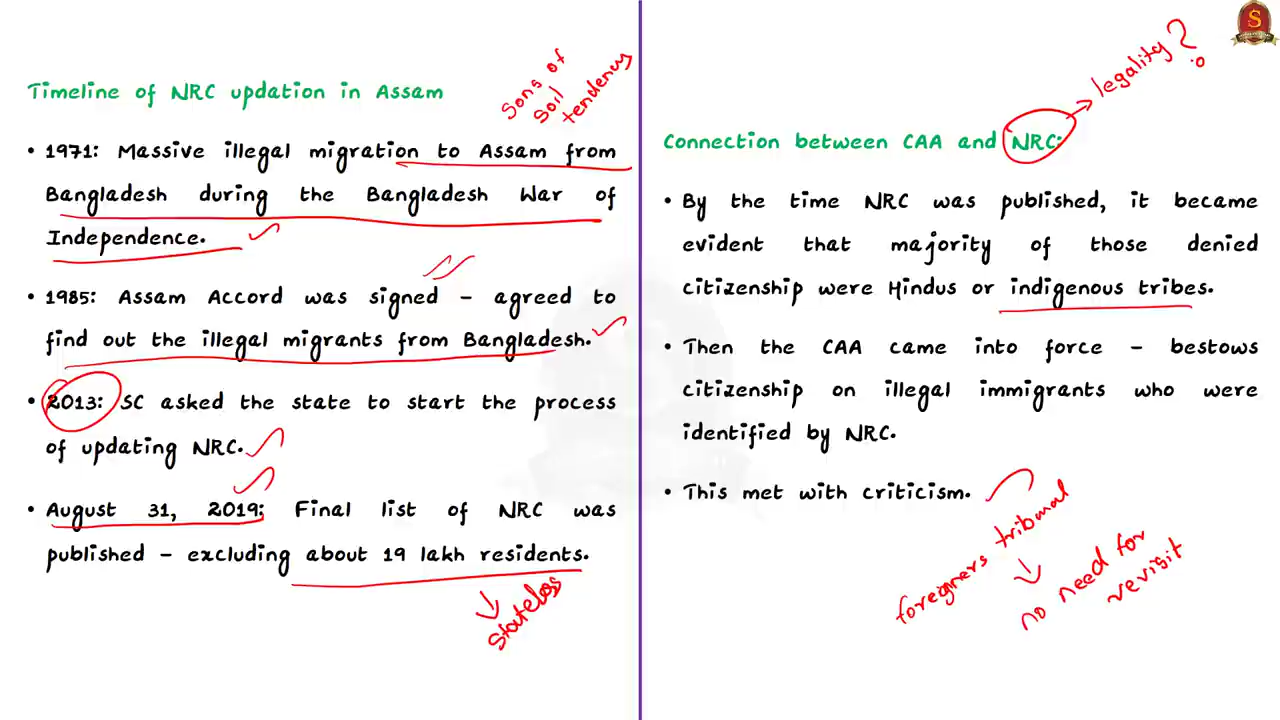 Timeline of NRC updation in Assam
Sons of
soil
tendency
• 1971: Massive illegal migration to Assam from
Bangladesh during the Bangladesh War of
Independence.
• 1985: Assam Accord was signed – agreed to
find out the illegal migrants from Bangladesh.
• 2013: SC asked the state to start the process
of updating NRC.
• August 31, 2019: Final list of NRC was
published – excluding about 19 lakh residents.
Stateless
legality?
Connection between CAA and NRC:
• By the time NRC was published, it became
evident that majority of those denied
citizenship were Hindus or indigenous tribes.
• Then the CAA came into force – bestows
citizenship on illegal immigrants who were
identified by NRC.
• This met with criticism.
foreigners tribunal
no need for
revisit
S